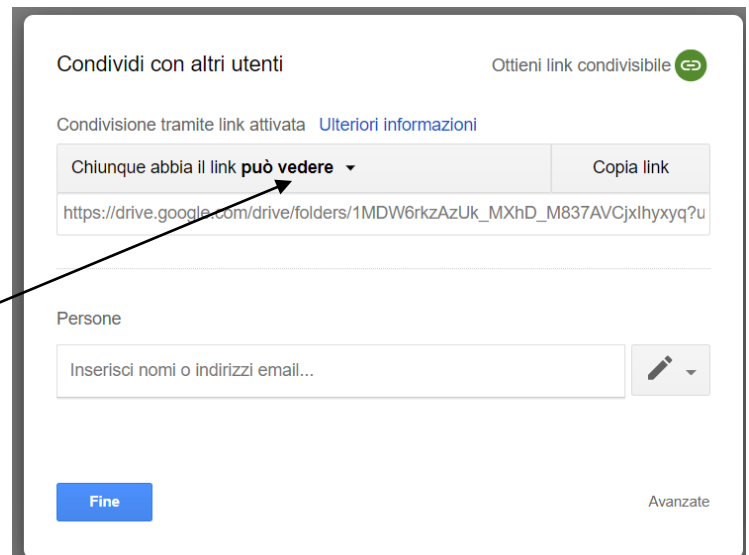 Condividi con altri utenti
Ottieni link condivisibile
Condivisione tramite link attivata Ulteriori informazioni
Chiunque abbia il link può vedere
Copia link
https://drive.google.com/drive/folders/1MDW6rkzAzUk_MXhD_M837AVCjxIhyxyq?u
Persone
Inserisci nomi o indirizzi email...
Fine
Avanzate